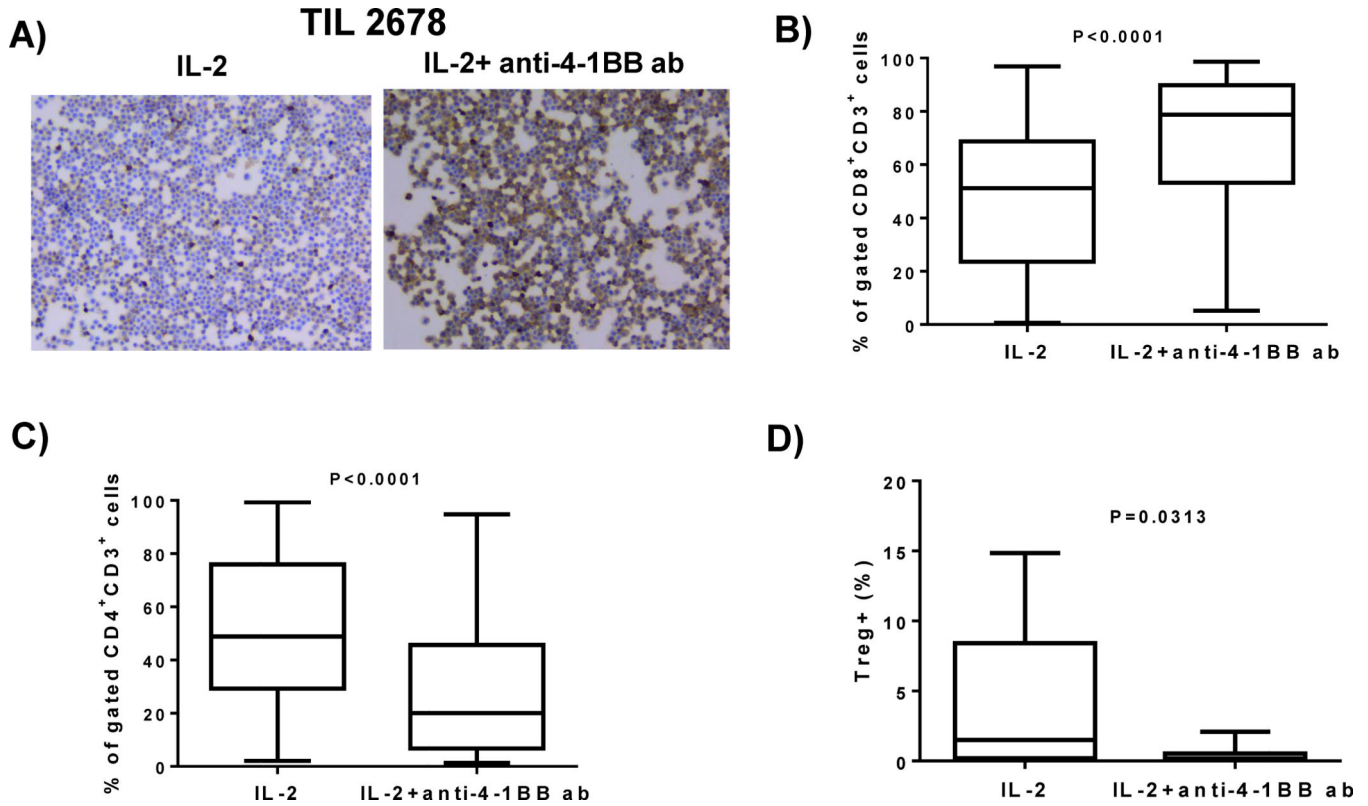 TIL 2678
A)
IL-2
IL-2+ anti-4-1BB ab
B)
P<0.0001
% of gated CD8⁺CD3⁺ cells
100
80
60
40
20
0
IL-2
IL-2+anti-4-1BB ab
C)
P<0.0001
% of gated CD4⁺CD3⁺ cells
100
80
60
40
20
0
IL-2
IL-2+anti-4-1BB ab
D)
P=0.0313
Treg+ (%)
20
15
10
5
0
IL-2
IL-2+anti-4-1BB ab